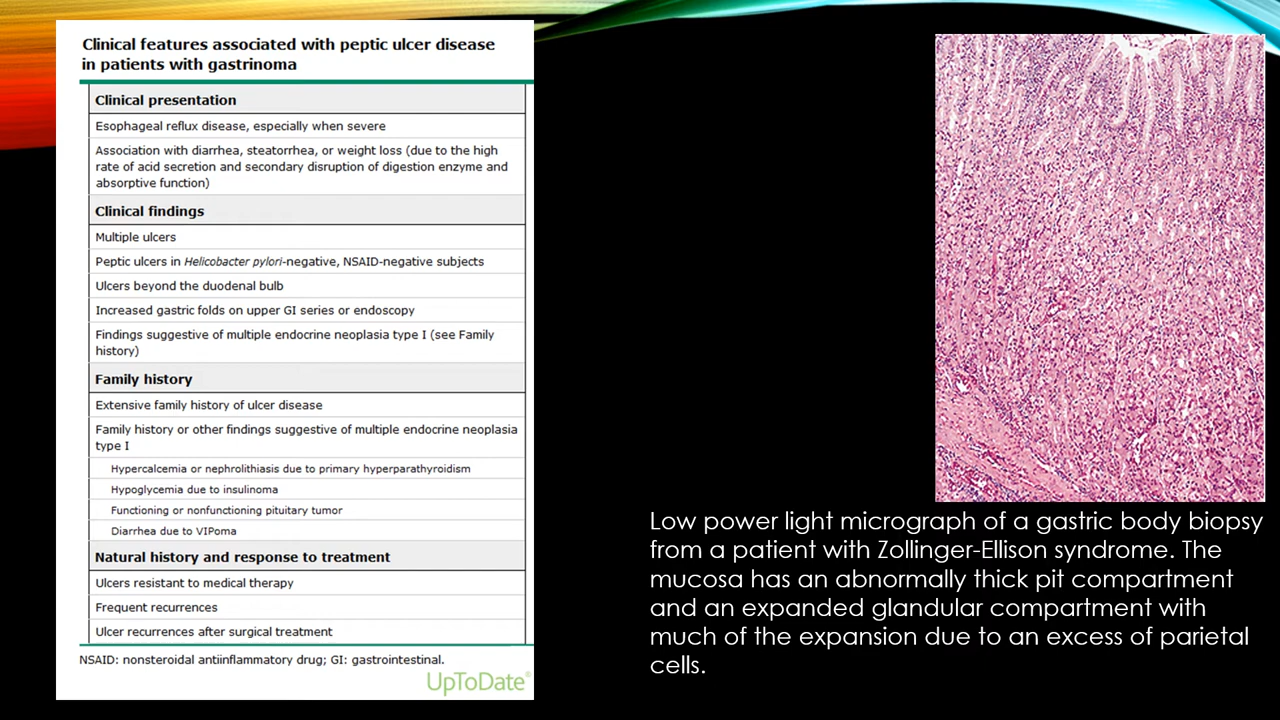 Clinical features associated with peptic ulcer disease
in patients with gastrinoma
Clinical presentation
Esophageal reflux disease, especially when severe
Association with diarrhea, steatorrhea, or weight loss (due to the high
rate of acid secretion and secondary disruption of digestion enzyme and
absorptive function)
Clinical findings
Multiple ulcers
Peptic ulcers in Helicobacter pylori-negative, NSAID-negative subjects
Ulcers beyond the duodenal bulb
Increased gastric folds on upper GI series or endoscopy
Findings suggestive of multiple endocrine neoplasia type I (see Family
history)
Family history
Extensive family history of ulcer disease
Family history or other findings suggestive of multiple endocrine neoplasia
type I
Hypercalcemia or nephrolithiasis due to primary hyperparathyroidism
Hypoglycemia due to insulinoma
Functioning or nonfunctioning pituitary tumor
Diarrhea due to VIPoma
Natural history and response to treatment
Ulcers resistant to medical therapy
Frequent recurrences
Ulcer recurrences after surgical treatment
NSAID: nonsteroidal antiinflammatory drug; GI: gastrointestinal.
UpToDate®
Low power light micrograph of a gastric body biopsy
from a patient with Zollinger-Ellison syndrome. The
mucosa has an abnormally thick pit compartment
and an expanded glandular compartment with
much of the expansion due to an excess of parietal
cells.